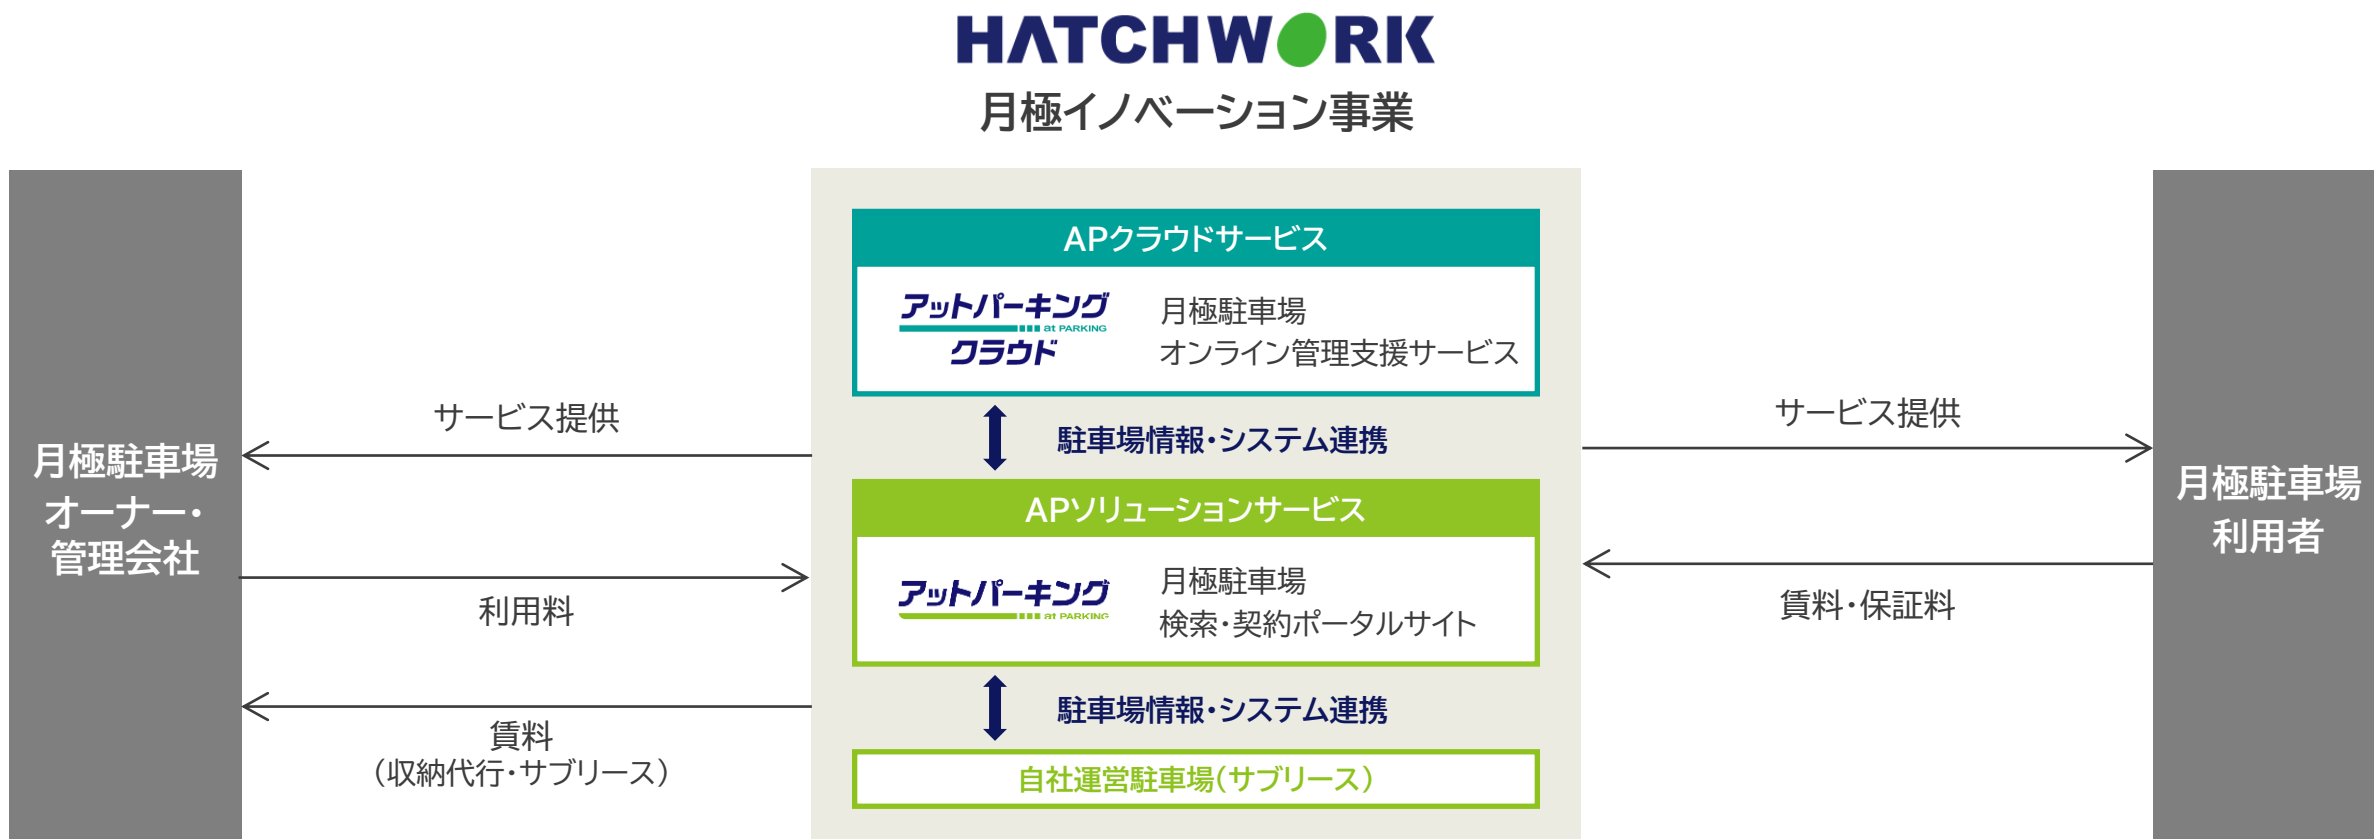 HATCHWORK
月極イノベーション事業
月極駐車場
オーナー・
管理会社
サービス提供
利用料
賃料
（収納代行・サブリース）
APクラウドサービス
アットパーキング
at PARKING
クラウド
月極駐車場
オンライン管理支援サービス
駐車場情報・システム連携
APソリューションサービス
アットパーキング
at PARKING
月極駐車場
検索・契約ポータルサイト
駐車場情報・システム連携
自社運営駐車場（サブリース）
サービス提供
賃料・保証料
月極駐車場
利用者